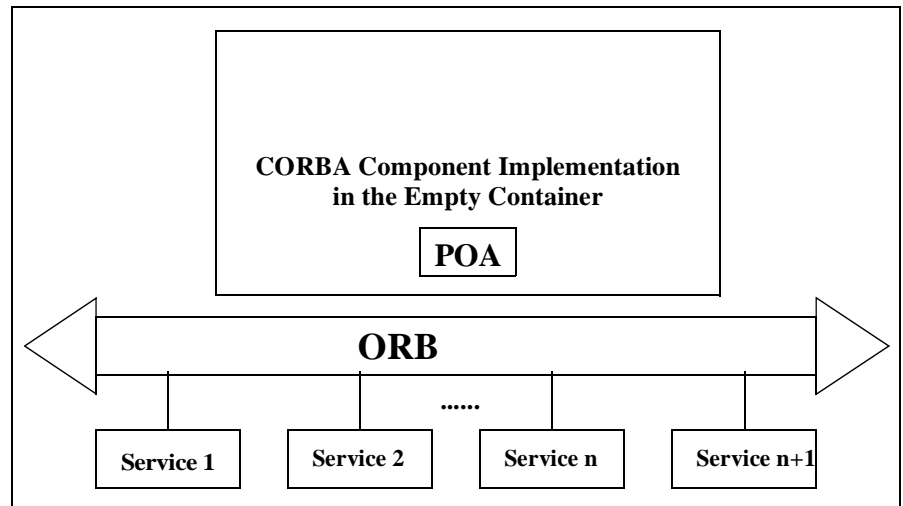 CORBA Component Implementation
in the Empty Container
POA
ORB
......
Service 1
Service 2
Service n
Service n+1